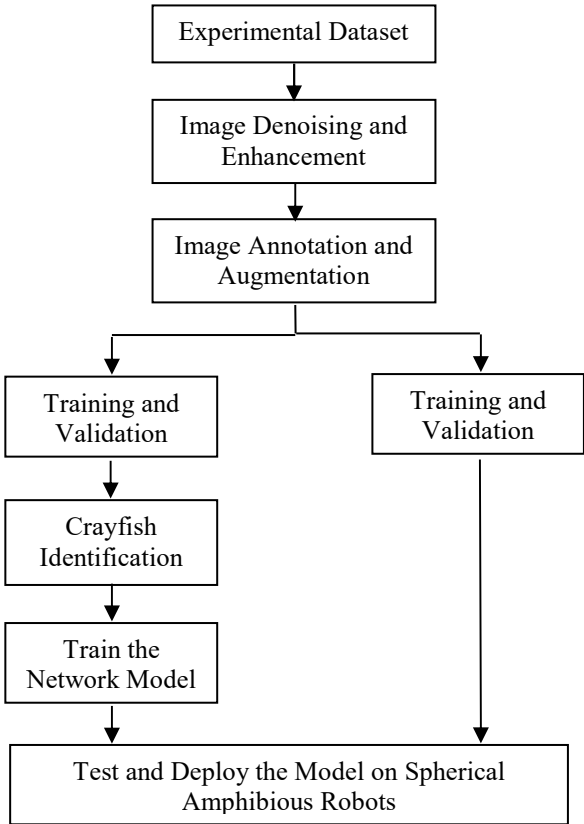 Experimental Dataset
Image Denoising and
Enhancement
Image Annotation and
Augmentation
Training and
Validation
Training and
Validation
Crayfish
Identification
Train the
Network Model
Test and Deploy the Model on Spherical
Amphibious Robots